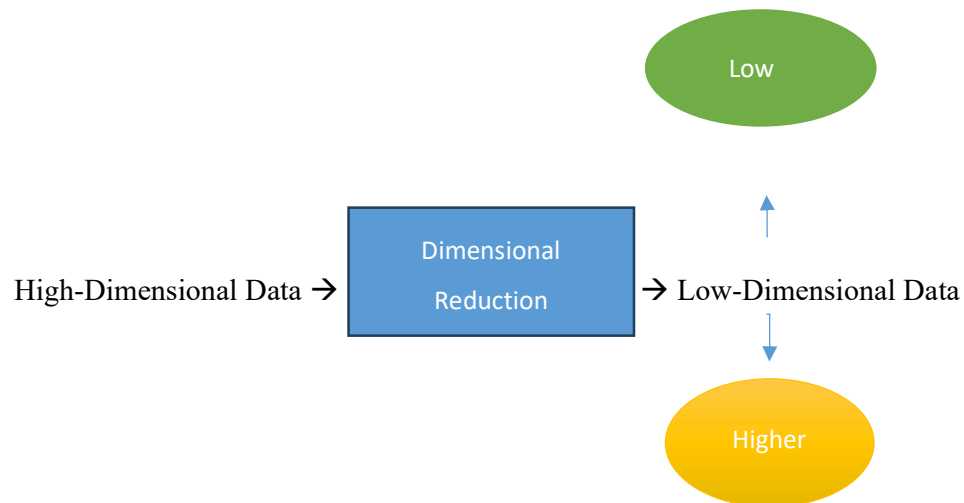 Low
Dimensional
Reduction
High-Dimensional Data → → Low-Dimensional Data
Higher